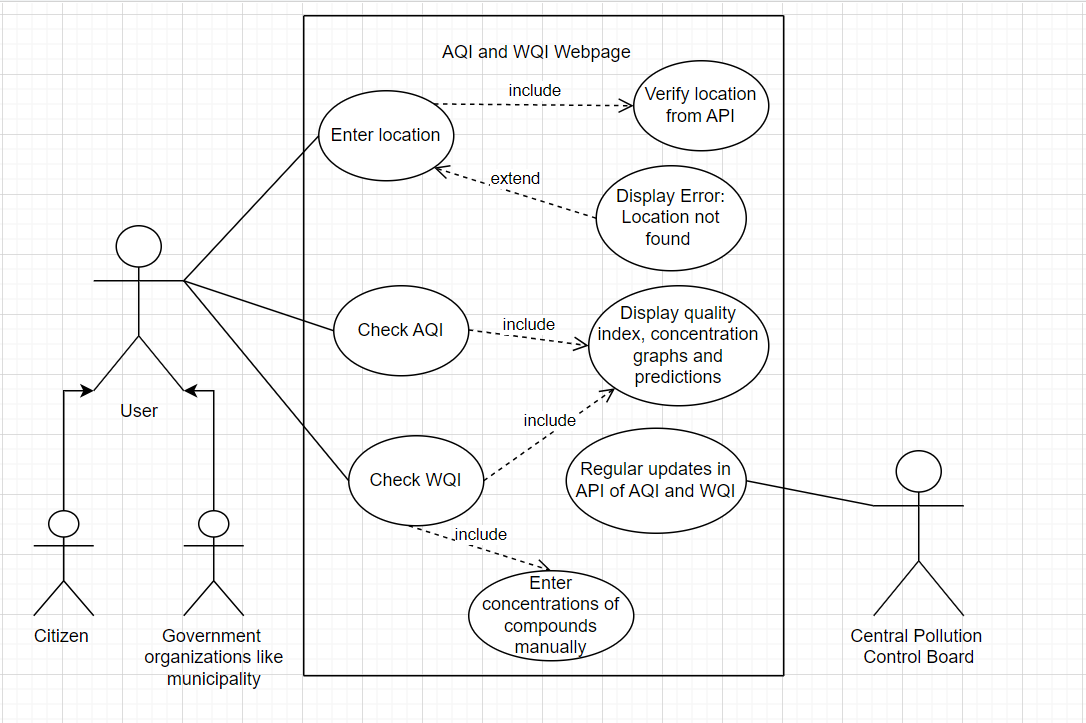 AQI and WQI Webpage
include
Verify location
from API
Enter location
extend
Display Error:
Location not
found
Check AQI
include
Display quality
index, concentration
graphs and
predictions
User
include
Check WQI
Regular updates in
API of AQI and WQI
include
Enter
concentrations of
compounds
manually
Citizen
Government
organizations like
municipality
Central Pollution
Control Board